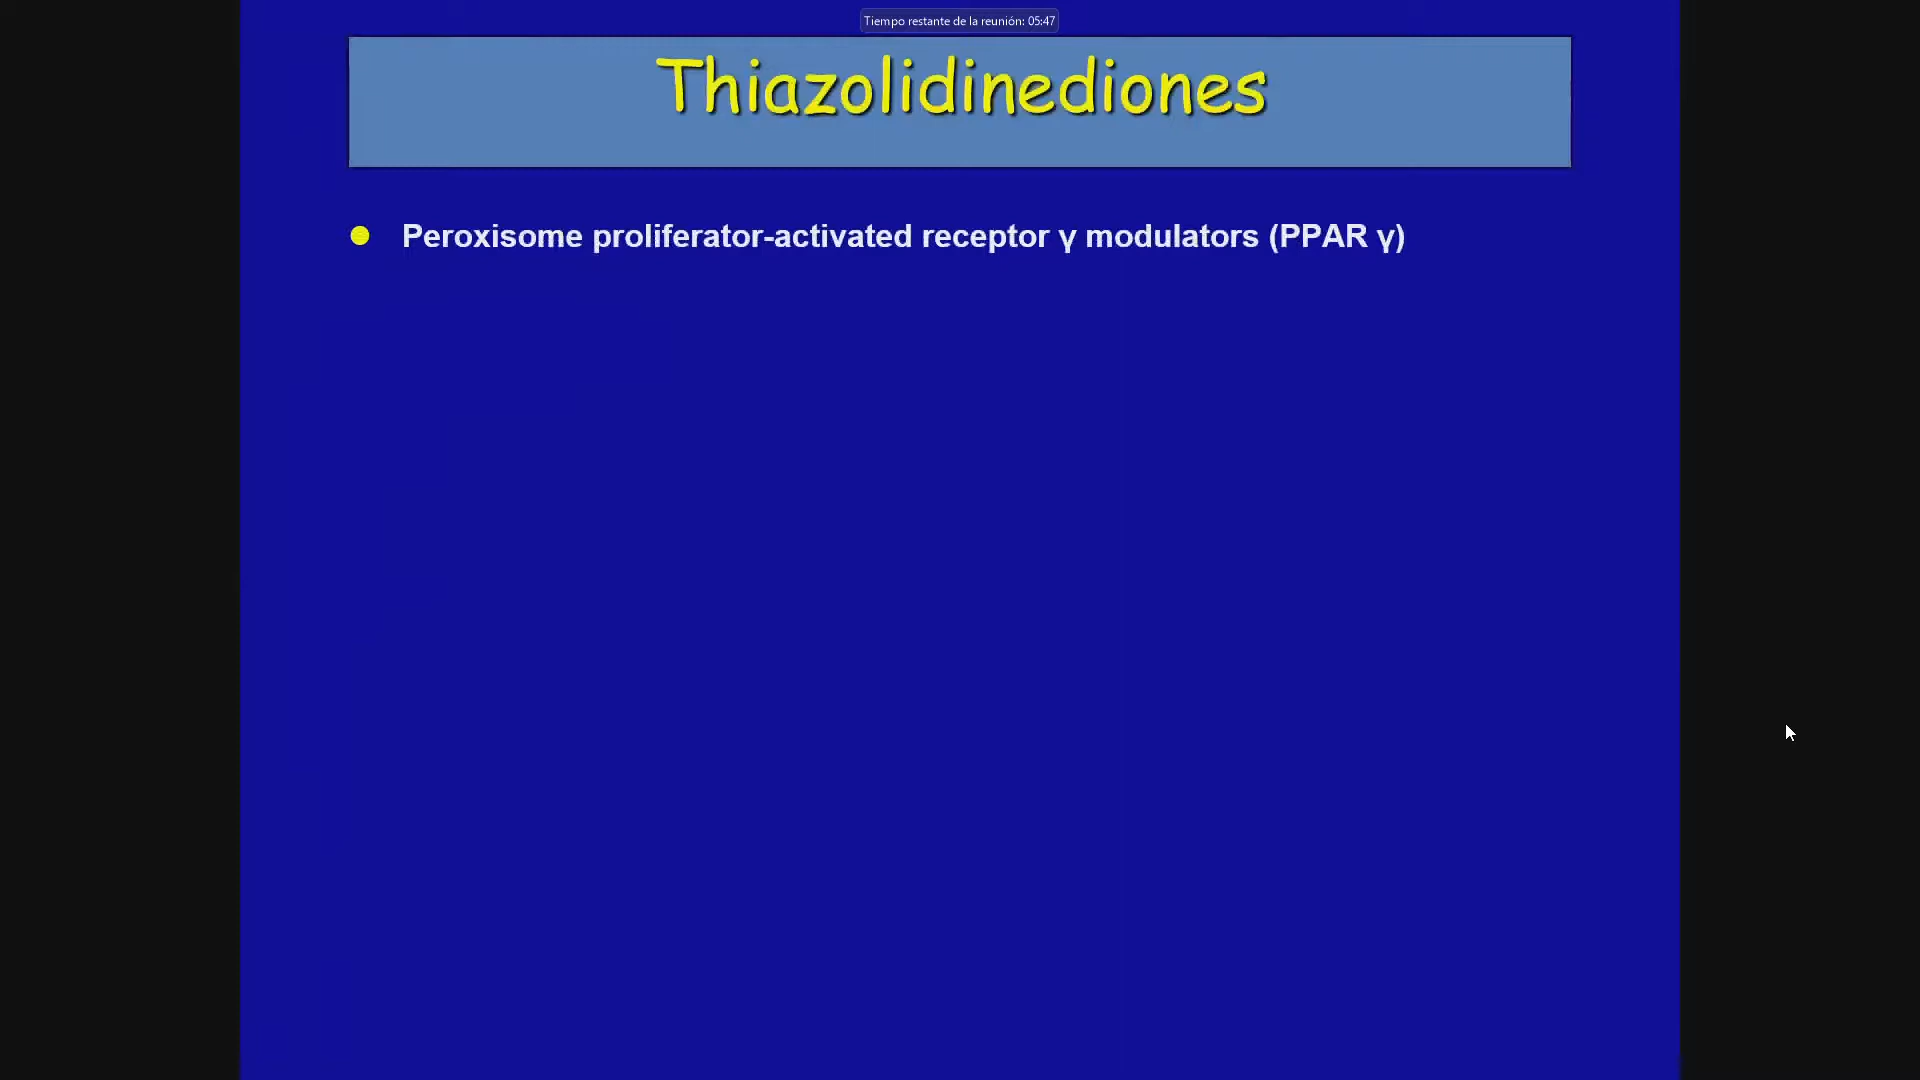 Tiempo restante de la reunión: 05:47
Thiazolidinediones
Peroxisome proliferator-activated receptor γ modulators (PPAR γ)